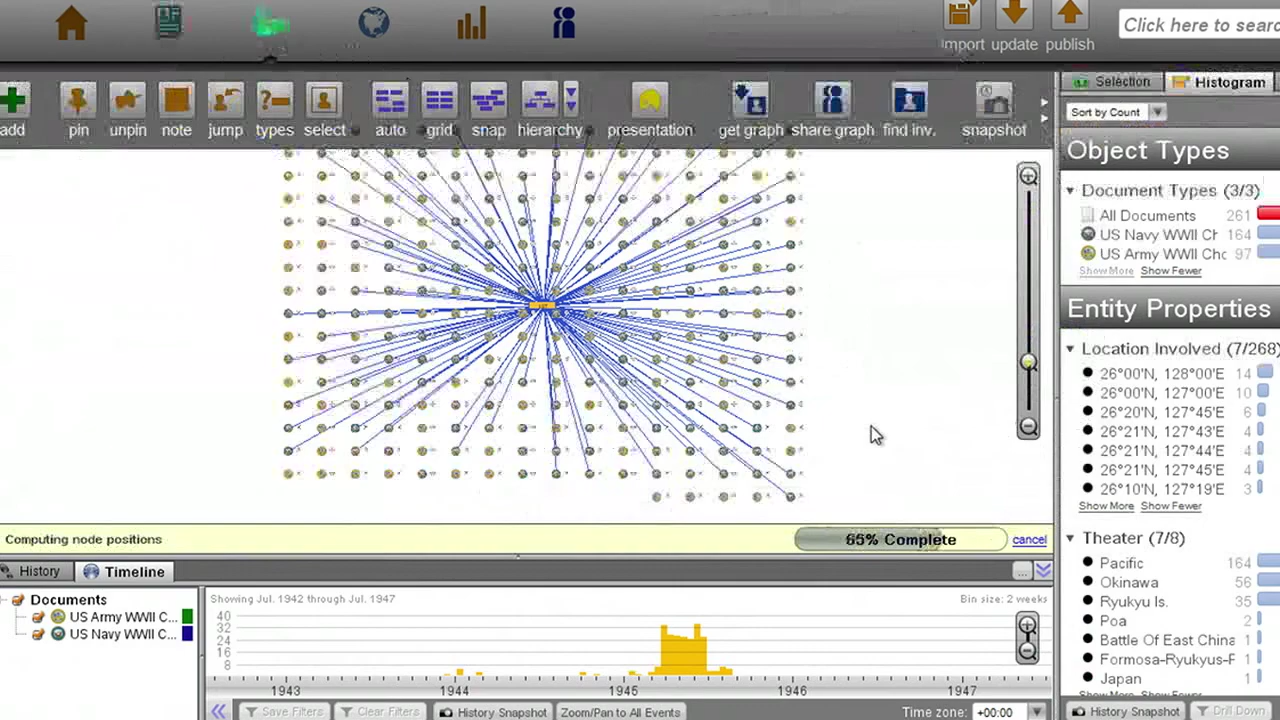 import update publish
Click here to searc
add pin unpin note jump types select auto grid snap hierarchy presentation get graph share graph find inv. snapshot
Selection Histogram
Sort by Count
Object Types
Document Types (3/3)
All Documents 261
US Navy WWII Ch 164
US Army WWII Chc 97
Show More Show Fewer
Entity Properties
Location Involved (7/268)
26°00'N, 128°00'E 14
26°00'N, 127°00'E 10
26°20'N, 127°45'E 6
26°21'N, 127°43'E 4
26°21'N, 127°44'E 4
26°21'N, 127°45'E 4
26°10'N, 127°19'E 3
Show More Show Fewer
Theater (7/8)
Pacific 164
Okinawa 56
Ryukyu Is. 35
Poa 2
Battle Of East China 1
Formosa-Ryukyus-F 1
Japan 1
Show More Show Fewer
History Snapshot Drill Down
Computing node positions 65% Complete cancel
History Timeline
Documents
US Army WWII C...
US Navy WWII C...
Showing Jul. 1942 through Jul. 1947 Bin size: 2 weeks
40
32
24
16
8
1943 1944 1945 1946 1947
Save Filters Clear Filters History Snapshot Zoom/Pan to All Events Time zone: +00:00